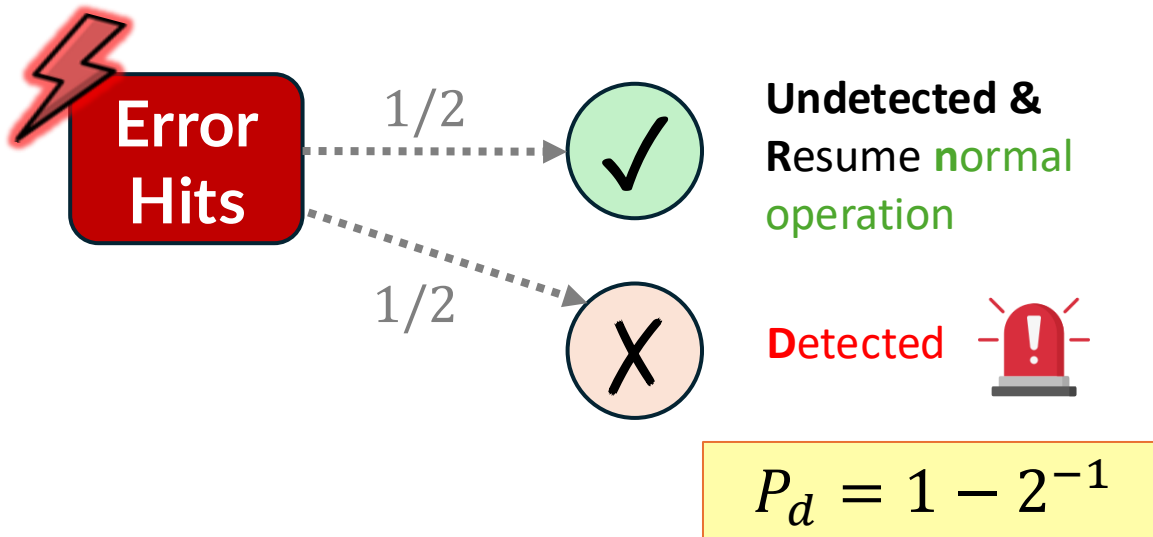 Error
Hits
1/2
1/2
Undetected &
Resume normal
operation
Detected
P_d = 1 − 2^{−1}